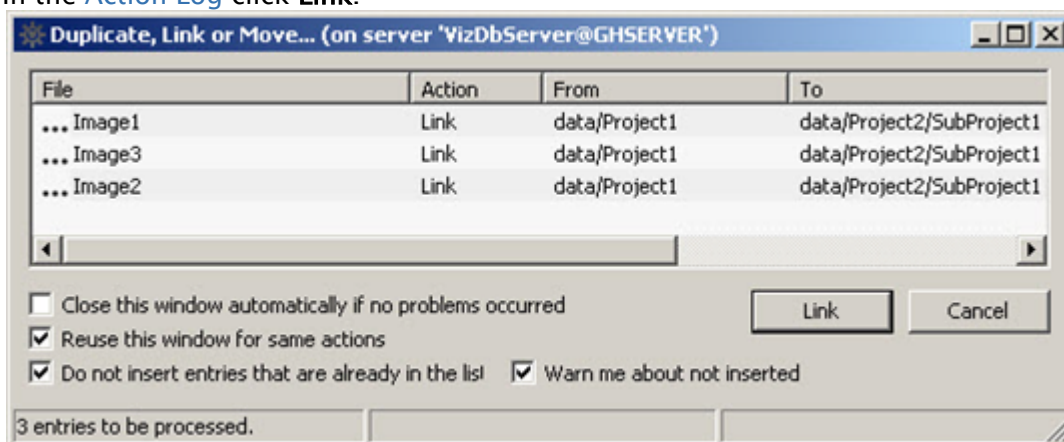 In the Action Log click Link.
Duplicate, Link or Move... (on server 'VizDbServer@GHSERVER')
File Action From To
... Image1 Link data/Project1 data/Project2/SubProject1
... Image3 Link data/Project1 data/Project2/SubProject1
... Image2 Link data/Project1 data/Project2/SubProject1
Close this window automatically if no problems occurred
Link Cancel
Reuse this window for same actions
Do not insert entries that are already in the list Warn me about not inserted
3 entries to be processed.